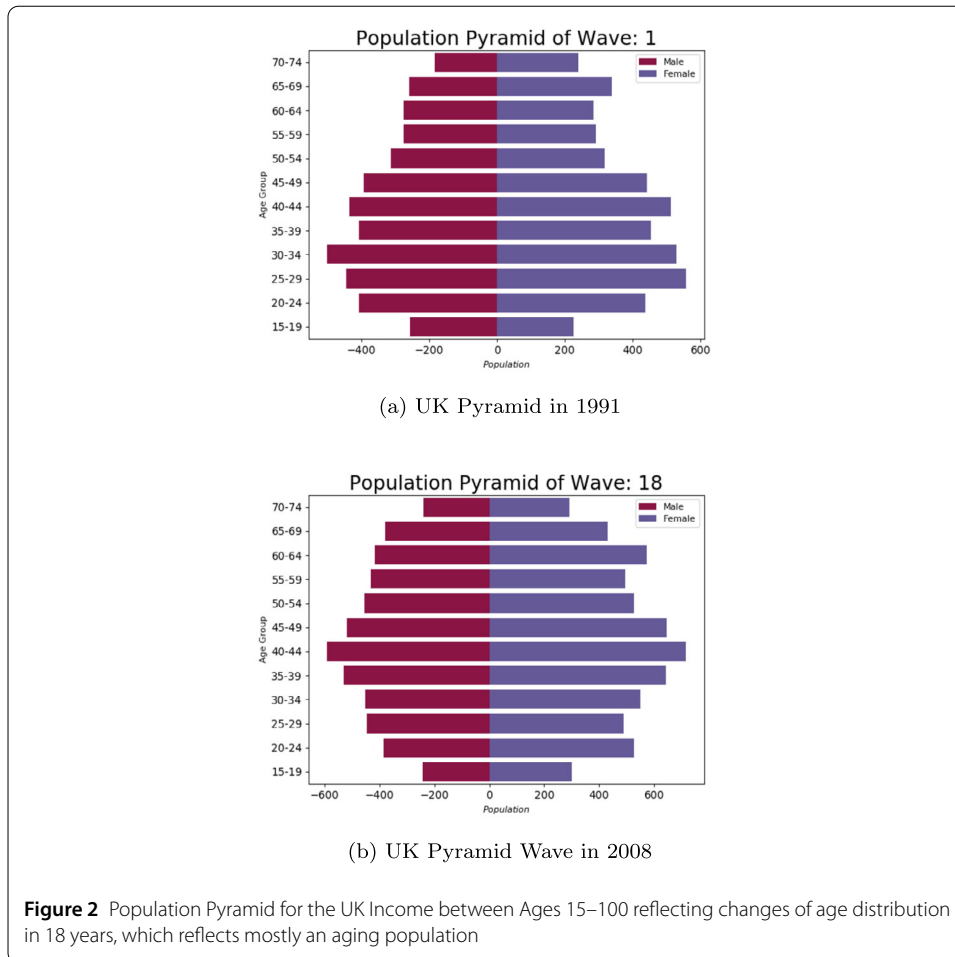 Population Pyramid of Wave: 1
Male
Female
Age Group
70-74
65-69
60-64
55-59
50-54
45-49
40-44
35-39
30-34
25-29
20-24
15-19
−400 −200 0 200 400 600
Population
(a) UK Pyramid in 1991
Population Pyramid of Wave: 18
Male
Female
Age Group
70-74
65-69
60-64
55-59
50-54
45-49
40-44
35-39
30-34
25-29
20-24
15-19
−600 −400 −200 0 200 400 600
Population
(b) UK Pyramid Wave in 2008
Figure 2 Population Pyramid for the UK Income between Ages 15–100 reflecting changes of age distribution
in 18 years, which reflects mostly an aging population